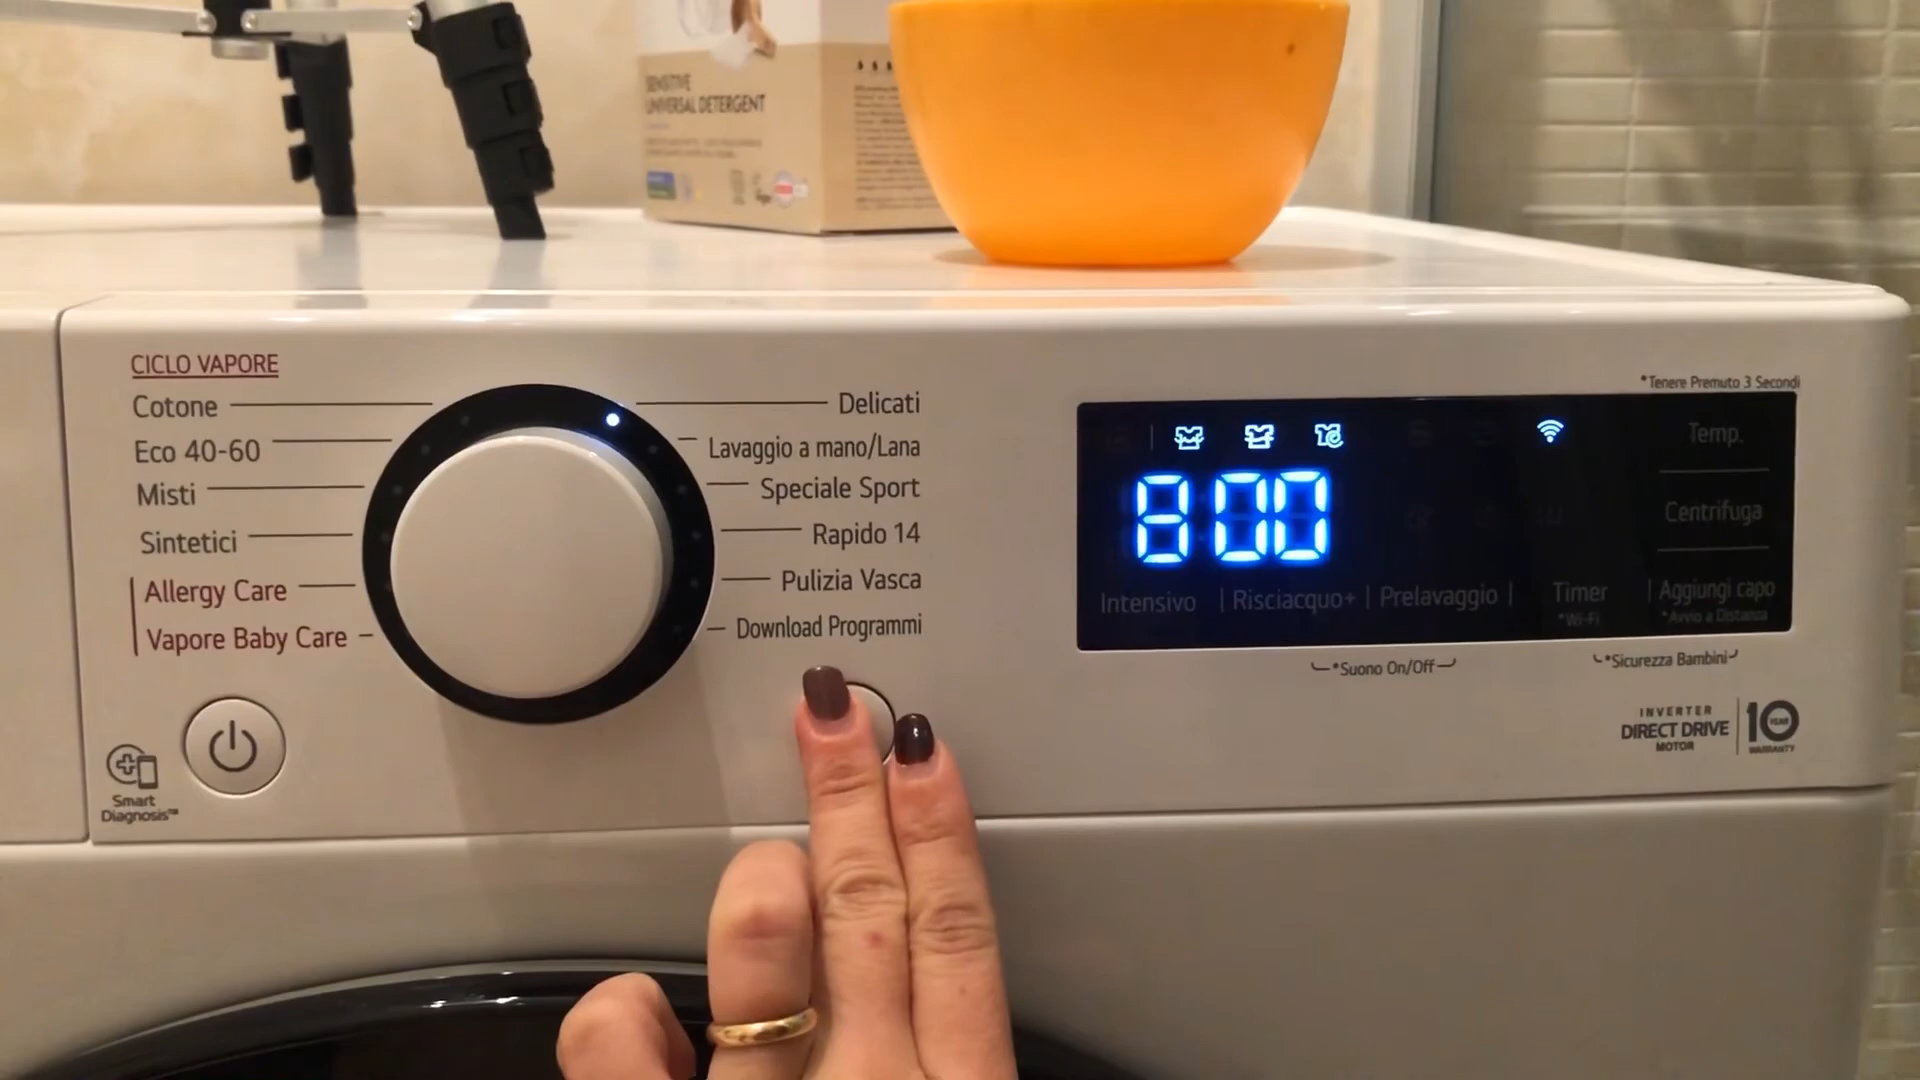 SENSITIVE
UNIVERSAL DETERGENT
CICLO VAPORE
Cotone
Eco 40-60
Misti
Sintetici
Allergy Care
Vapore Baby Care
Delicati
Lavaggio a mano/Lana
Speciale Sport
Rapido 14
Pulizia Vasca
Download Programmi
Smart
Diagnosis™
*Tenere Premuto 3 Secondi
800
Temp.
Centrifuga
Intensivo | Risciacquo+ | Prelavaggio | Timer | Aggiungi capo
*Wi-Fi *Avvio a Distanza
*Suono On/Off
*Sicurezza Bambini
INVERTER
DIRECT DRIVE
MOTOR
10
YEAR
WARRANTY